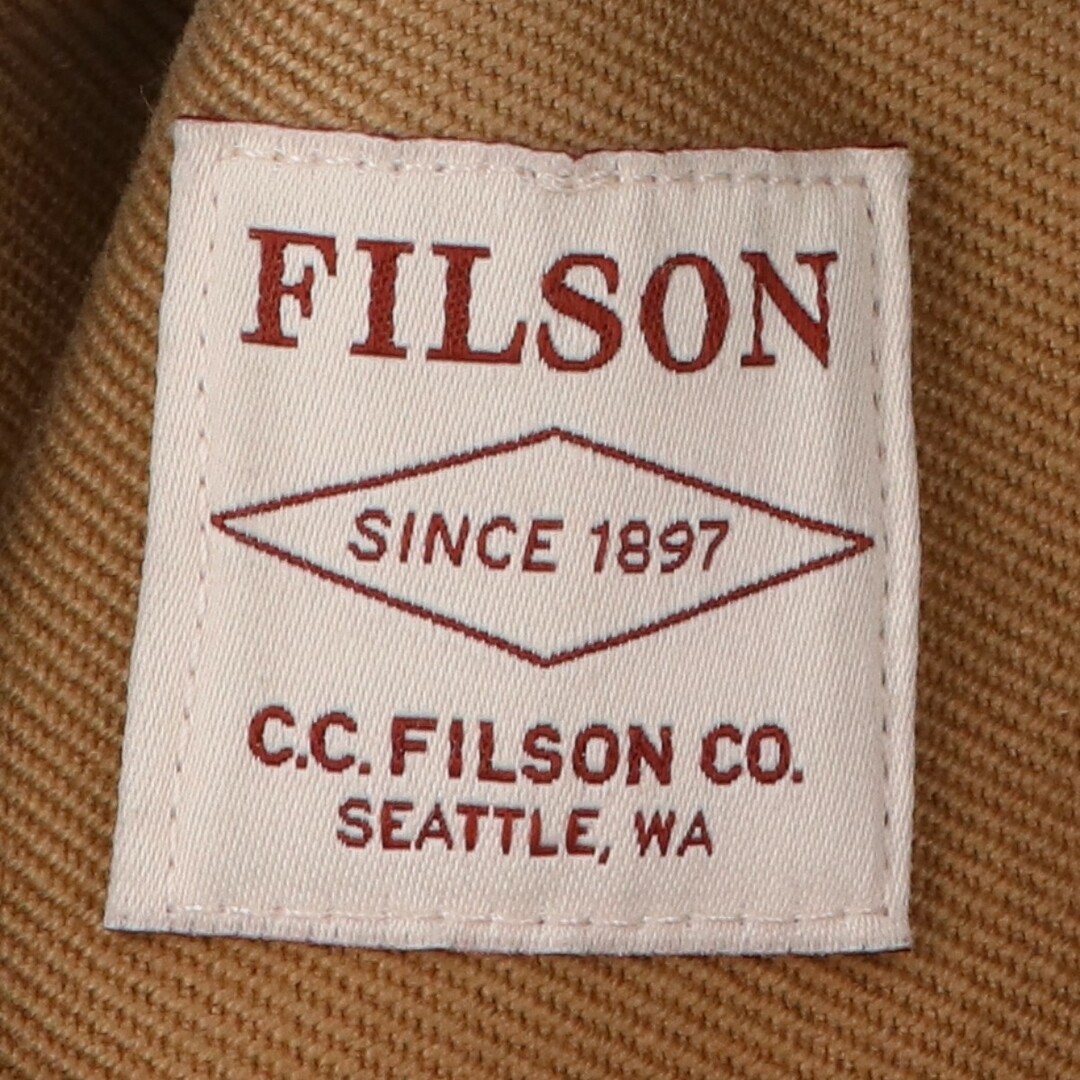 FILSON
SINCE 1897
C.C. FILSON CO.
SEATTLE, WA